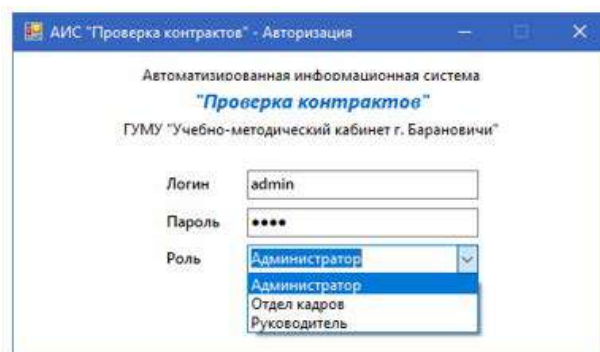 АИС "Проверка контрактов" - Авторизация
Автоматизированная информационная система
"Проверка контрактов"
ГУМУ "Учебно-методический кабинет г. Барановичи"
Логин admin
Пароль ●●●●
Роль Администратор
Администратор
Отдел кадров
Руководитель